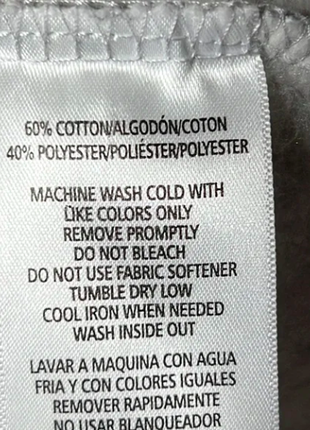 60% COTTON/ALGODÓN/COTON
40% POLYESTER/POLIÉSTER/POLYESTER
MACHINE WASH COLD WITH
LIKE COLORS ONLY
REMOVE PROMPTLY
DO NOT BLEACH
DO NOT USE FABRIC SOFTENER
TUMBLE DRY LOW
COOL IRON WHEN NEEDED
WASH INSIDE OUT
LAVAR A MAQUINA CON AGUA
FRIA Y CON COLORES IGUALES
REMOVER RAPIDAMENTE
NO USAR BLANQUEADOR